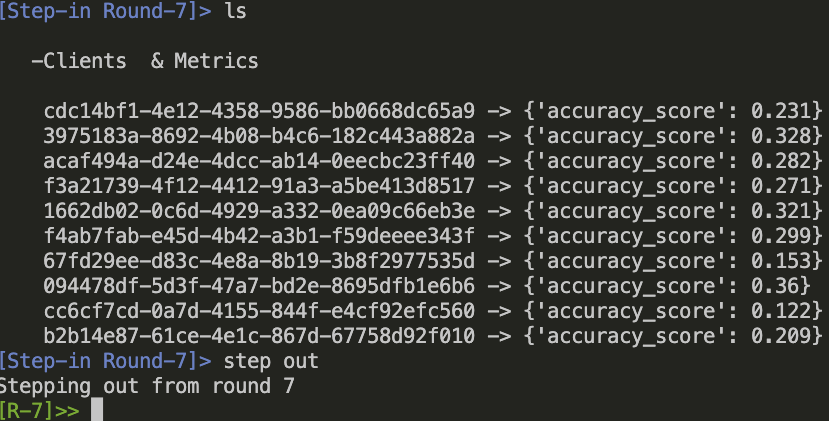 [Step-in Round-7]> ls
−Clients & Metrics
cdc14bf1-4e12-4358-9586-bb0668dc65a9 -> {'accuracy_score': 0.231}
3975183a-8692-4b08-b4c6-182c443a882a -> {'accuracy_score': 0.328}
acaf494a-d24e-4dcc-ab14-0eecbc23ff40 -> {'accuracy_score': 0.282}
f3a21739-4f12-4412-91a3-a5be413d8517 -> {'accuracy_score': 0.271}
1662db02-0c6d-4929-a332-0ea09c66eb3e -> {'accuracy_score': 0.321}
f4ab7fab-e45d-4b42-a3b1-f59deeee343f -> {'accuracy_score': 0.299}
67fd29ee-d83c-4e8a-8b19-3b8f2977535d -> {'accuracy_score': 0.153}
094478df-5d3f-47a7-bd2e-8695dfb1e6b6 -> {'accuracy_score': 0.36}
cc6cf7cd-0a7d-4155-844f-e4cf92efc560 -> {'accuracy_score': 0.122}
b2b14e87-61ce-4e1c-867d-67758d92f010 -> {'accuracy_score': 0.209}
[Step-in Round-7]> step out
Stepping out from round 7
[R-7]>>